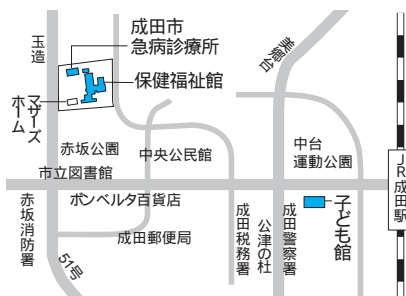 玉造
成田市
急病診療所
保健福祉館
マザーズ
ホーム
美郷台
赤坂公園
中央公民館
中台
運動公園
市立図書館
ボンベルタ百貨店
JR成田駅
赤坂消防署
51号
成田郵便局
成田税務署
公津の杜
成田警察署
子ども館